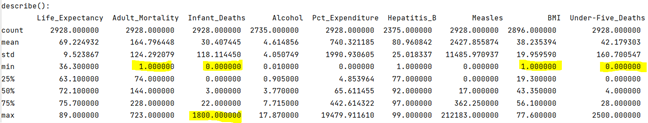 describe():
Life_Expectancy Adult_Mortality Infant_Deaths Alcohol Pct_Expenditure Hepatitis_B Measles BMI Under-Five_Deaths
count 2928.000000 2928.000000 2928.000000 2735.000000 2928.000000 2375.000000 2928.000000 2896.000000 2928.000000
mean 69.224932 164.796448 30.407445 4.614856 740.321185 80.960842 2427.855874 38.235394 42.179303
std 9.523867 124.292079 118.114450 4.050749 1990.930605 25.018337 11485.970937 19.959590 160.700547
min 36.300000 1.000000 0.000000 0.010000 0.000000 1.000000 0.000000 1.000000 0.000000
25% 63.100000 74.000000 0.000000 0.905000 4.853964 77.000000 0.000000 19.300000 0.000000
50% 72.100000 144.000000 3.000000 3.770000 65.611455 92.000000 17.000000 43.350000 4.000000
75% 75.700000 228.000000 22.000000 7.715000 442.614322 97.000000 362.250000 56.100000 28.000000
max 89.000000 723.000000 1800.000000 17.870000 19479.911610 99.000000 212183.000000 77.600000 2500.000000